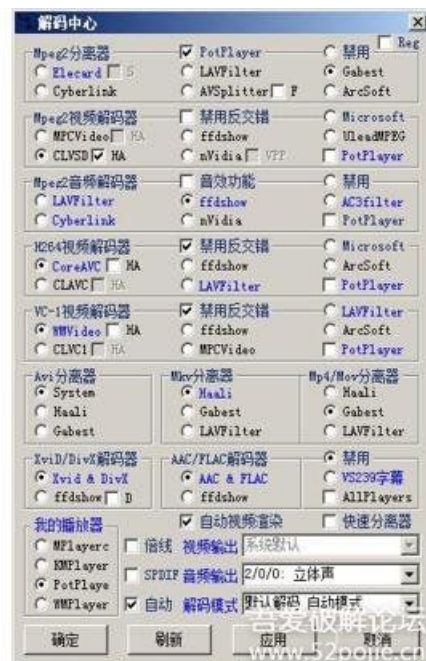 解码中心
Mpeg2分离器 PotPlayer 禁用 Reg
Elecard S LAVFilter Gabest
Cyberlink AVSplitter F ArcSoft
Mpeg2视频解码器 禁用反交错 Microsoft
MPCVideo HA ffdshow UleadMPEG
CLVSD HA nVidia VPP PotPlayer
Mpeg2音频解码器 音效功能 禁用
LAVFilter ffdshow AC3filter
Cyberlink nVidia PotPlayer
H264视频解码器 禁用反交错 Microsoft
CoreAVC HA ffdshow ArcSoft
CLAVC HA LAVFilter PotPlayer
VC-1视频解码器 禁用反交错 LAVFilter
WMVideo HA ffdshow ArcSoft
CLVC1 HA MPCVideo PotPlayer
Avi分离器 Mkv分离器 Mp4/Mov分离器
System Haali Haali
Haali Gabest Gabest
Gabest LAVFilter LAVFilter
XviD/DivX解码器 AAC/FLAC解码器 禁用
Xvid & DivX AAC & FLAC VS239字幕
ffdshow D ffdshow AllPlayers
我的播放器 自动视频渲染 快速分离器
MPlayerc 倍线 视频输出 系统默认
KMPlayer SPDIF 音频输出 2/0/0: 立体声
PotPlaye 自动 解码模式 默认解码 自动模式
WMPlayer
确定 刷新 应用 取消
吾爱破解论坛
www.52pojie.cn